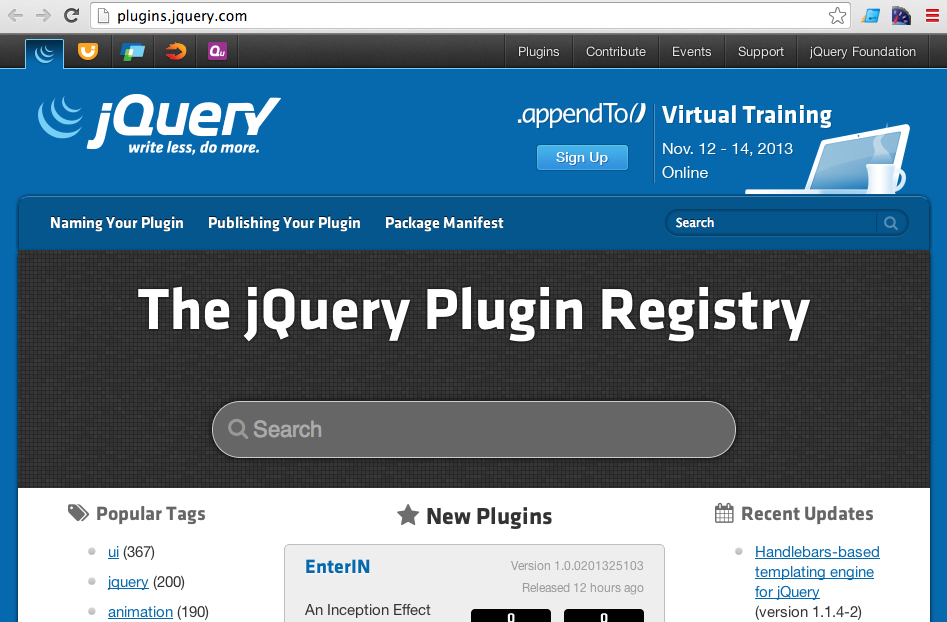 plugins.jquery.com
Qu
Plugins
Contribute
Events
Support
jQuery Foundation
jQuery
write less, do more.
.appendTo()
Sign Up
Virtual Training
Nov. 12 - 14, 2013
Online
Naming Your Plugin
Publishing Your Plugin
Package Manifest
Search
The jQuery Plugin Registry
Search
Popular Tags
ui (367)
jquery (200)
animation (190)
New Plugins
EnterIN
Version 1.0.0201325103
Released 12 hours ago
An Inception Effect
0
0
Recent Updates
Handlebars-based
templating engine
for jQuery
(version 1.1.4-2)